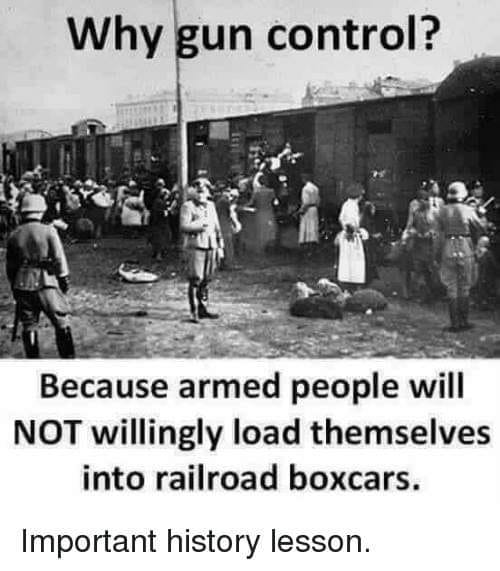 Why gun control?
Because armed people will
NOT willingly load themselves
into railroad boxcars.
Important history lesson.